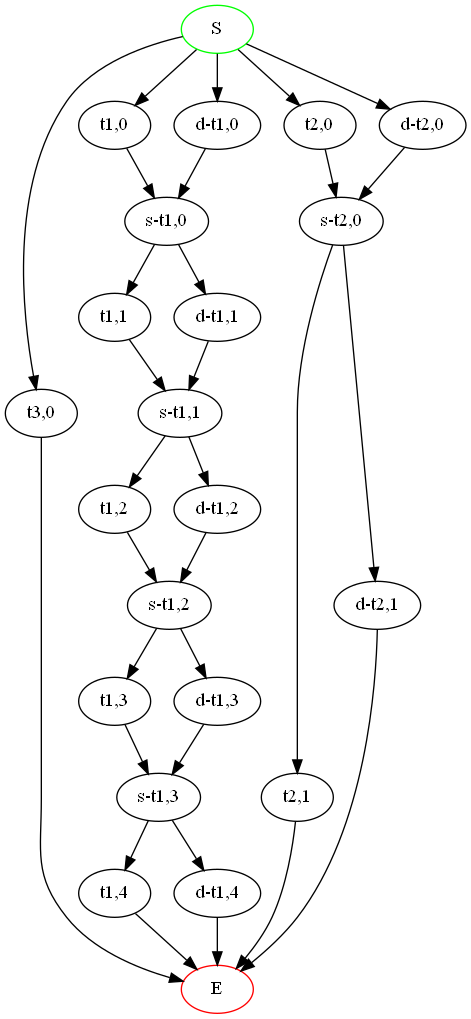 S
t1,0
d-t1,0
t2,0
d-t2,0
s-t1,0
s-t2,0
t1,1
d-t1,1
t3,0
s-t1,1
t1,2
d-t1,2
s-t1,2
d-t2,1
t1,3
d-t1,3
s-t1,3
t2,1
t1,4
d-t1,4
E